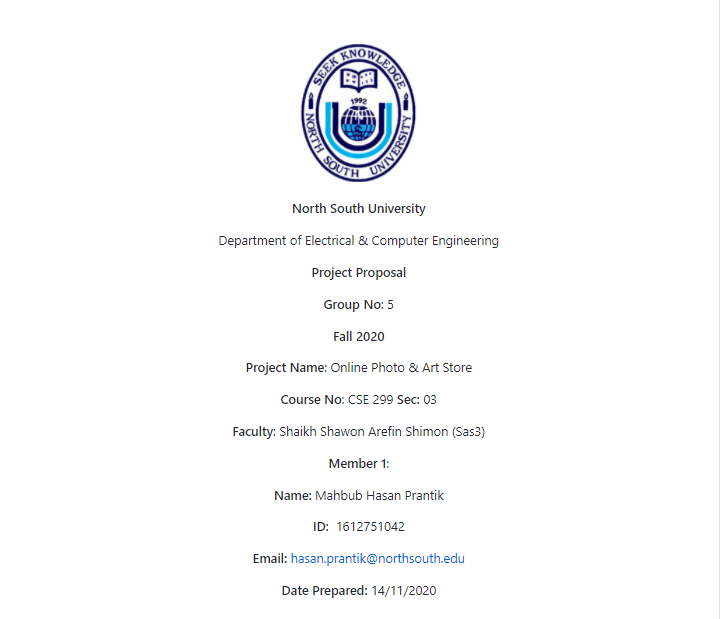 SEEK KNOWLEDGE
1992
NORTH SOUTH UNIVERSITY
North South University
Department of Electrical & Computer Engineering
Project Proposal
Group No: 5
Fall 2020
Project Name: Online Photo & Art Store
Course No: CSE 299 Sec: 03
Faculty: Shaikh Shawon Arefin Shimon (Sas3)
Member 1:
Name: Mahbub Hasan Prantik
ID: 1612751042
Email: hasan.prantik@northsouth.edu
Date Prepared: 14/11/2020